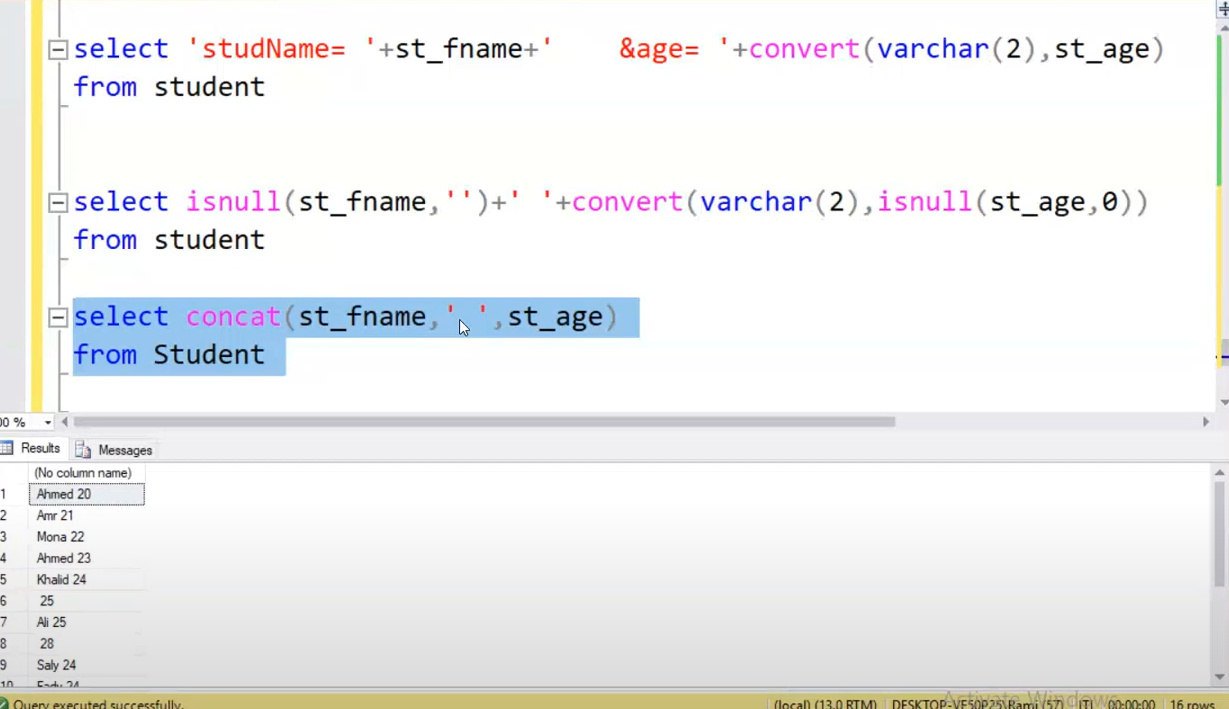 select 'studName= '+st_fname+'    &age= '+convert(varchar(2),st_age)
from student
select isnull(st_fname,'')+' '+convert(varchar(2),isnull(st_age,0))
from student
select concat(st_fname,' ',st_age)
from Student
00 %
Results Messages
(No column name)
1 Ahmed 20
2 Amr 21
3 Mona 22
4 Ahmed 23
5 Khalid 24
6 25
7 Ali 25
8 28
9 Saly 24
10 Fady 24
Activate Windows
Query executed successfully. (local) (13.0 RTM) DESKTOP-VF50P25\Rami (57) ITI 00:00:00 16 rows